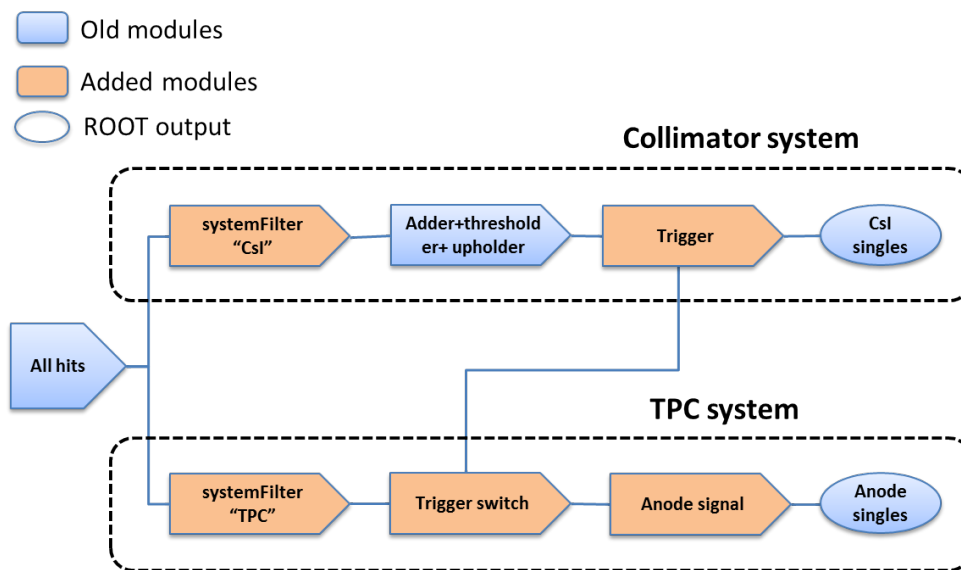 Old modules
Added modules
ROOT output
Collimator system
systemFilter
“CsI”
Adder+threshold
er+ upholder
Trigger
CsI
singles
All hits
TPC system
systemFilter
“TPC”
Trigger switch
Anode signal
Anode
singles